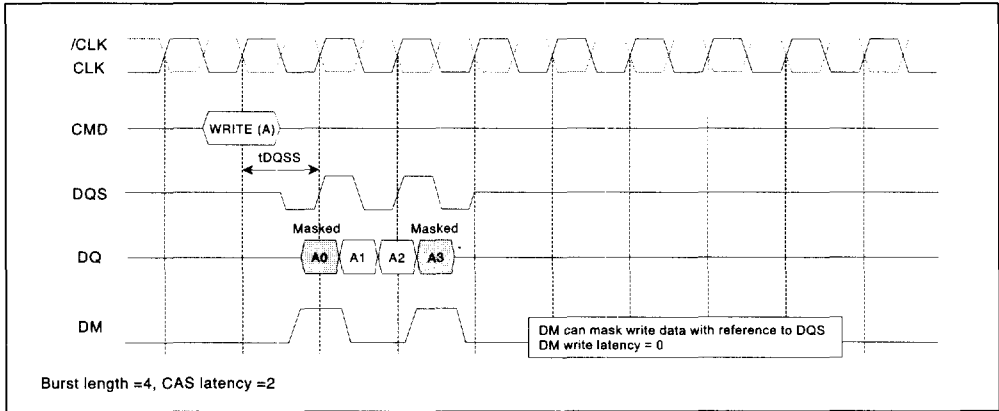 /CLK
CLK
CMD
WRITE (A)
tDQSS
DQS
Masked
Masked
DQ
A0
A1
A2
A3
DM
DM can mask write data with reference to DQS
DM write latency = 0
Burst length =4, CAS latency =2